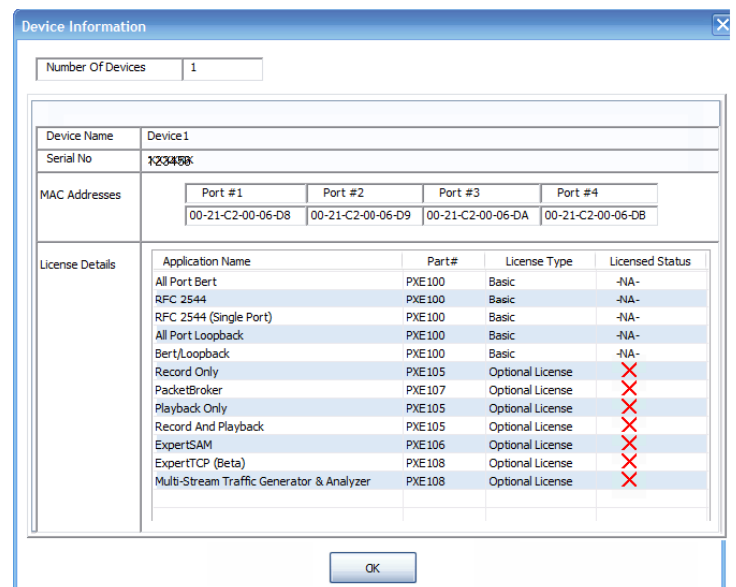 Device Information
Number Of Devices 1
Device Name Device1
Serial No
MAC Addresses Port #1 Port #2 Port #3 Port #4
00-21-C2-00-06-D8 00-21-C2-00-06-D9 00-21-C2-00-06-DA 00-21-C2-00-06-DB
License Details Application Name Part# License Type Licensed Status
All Port Bert PXE100 Basic -NA-
RFC 2544 PXE100 Basic -NA-
RFC 2544 (Single Port) PXE100 Basic -NA-
All Port Loopback PXE100 Basic -NA-
Bert/Loopback PXE100 Basic -NA-
Record Only PXE105 Optional License
PacketBroker PXE107 Optional License
Playback Only PXE105 Optional License
Record And Playback PXE105 Optional License
ExpertSAM PXE106 Optional License
ExpertTCP (Beta) PXE108 Optional License
Multi-Stream Traffic Generator & Analyzer PXE108 Optional License
OK